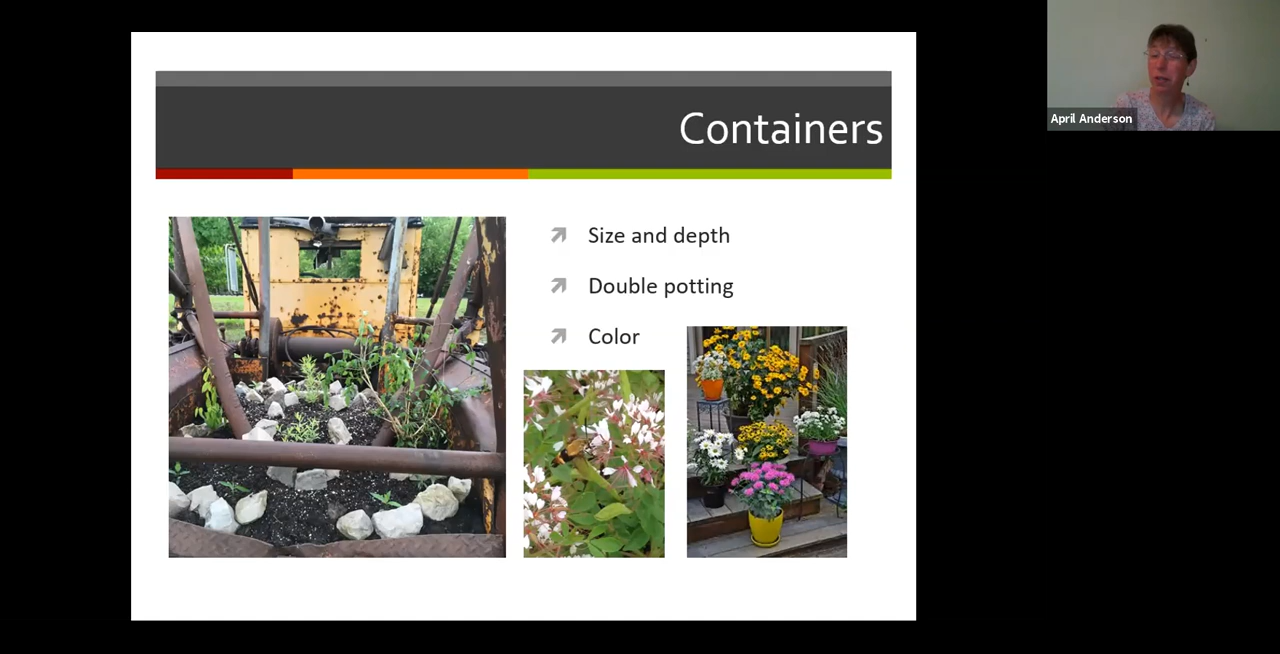 Containers
Size and depth
Double potting
Color
April Anderson